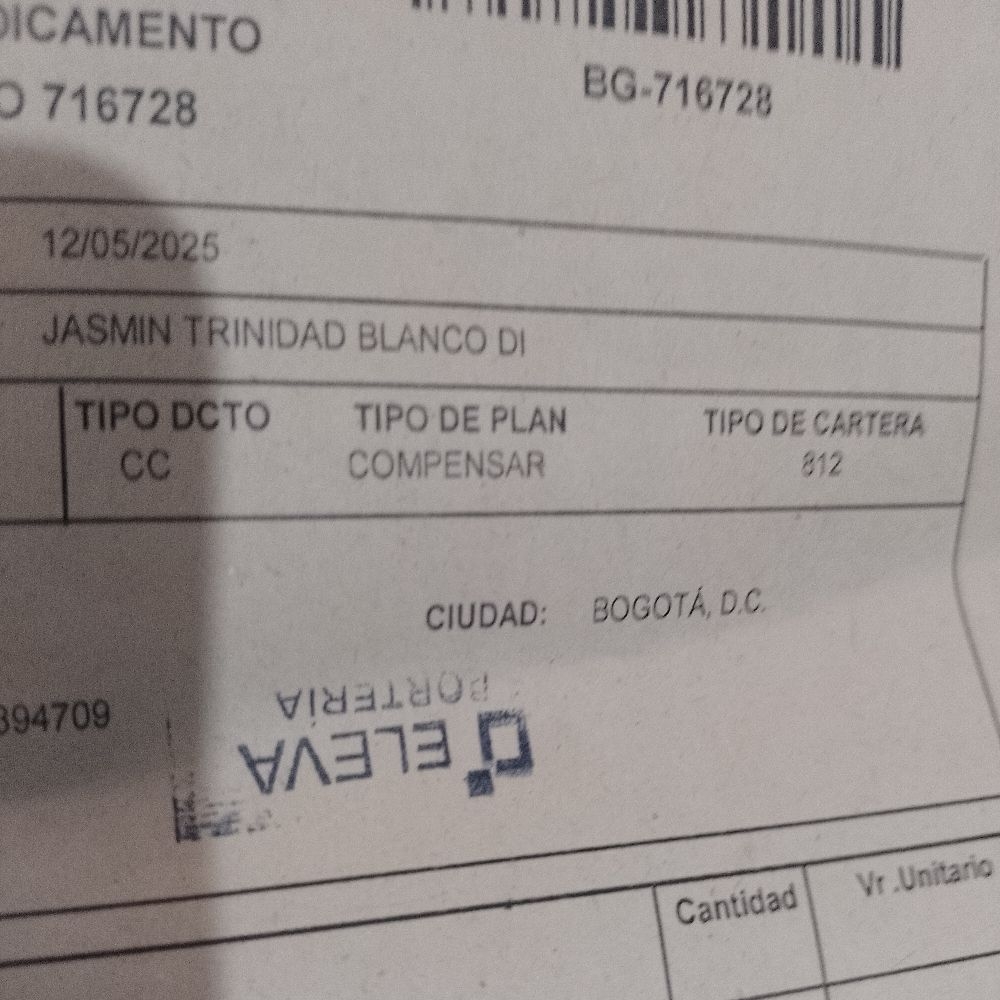 DICAMENTO
O 716728
BG-716728
12/05/2025
JASMIN TRINIDAD BLANCO DI
TIPO DCTO TIPO DE PLAN TIPO DE CARTERA
CC COMPENSAR 812
CIUDAD: BOGOTÁ, D.C.
394709
ELEVA
PORTERÍA
Cantidad Vr .Unitario